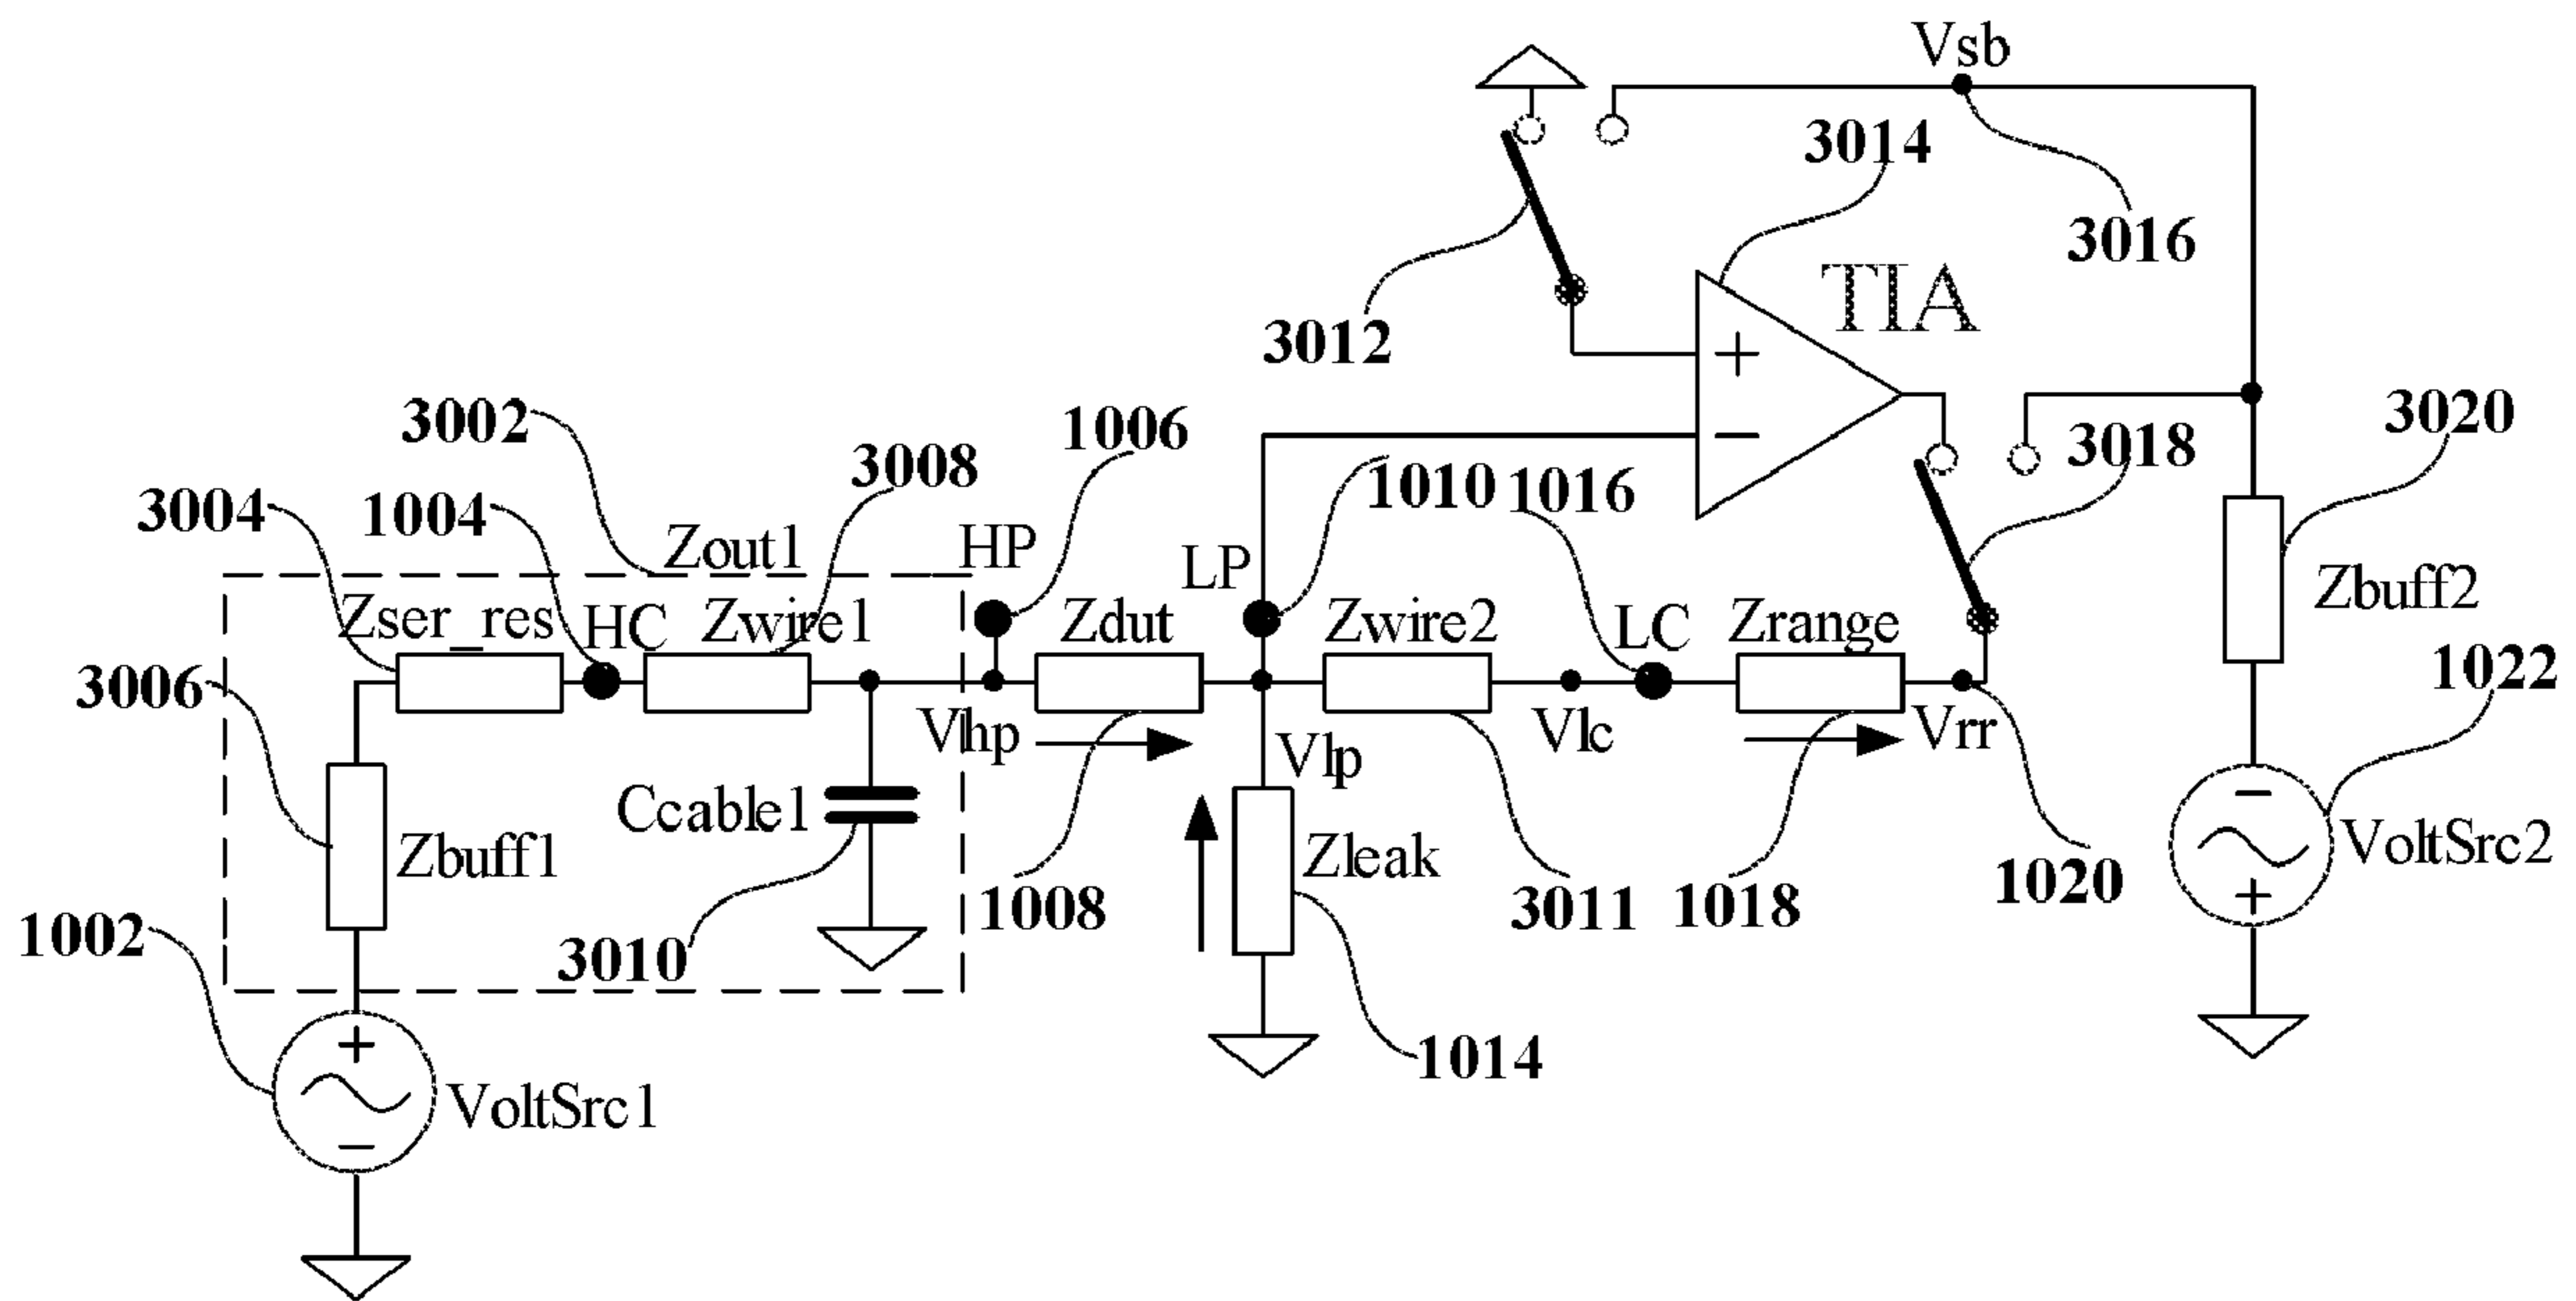 Vsb
3014
TIA
3016
3012
3002
1006
3018
3020
3008
1010
1016
3004
1004
Zout1
HP
LP
Zbuff2
Zser_res
HC
Zwire1
Zdut
Zwire2
LC
Zrange
3006
1022
Vhp
Vlp
Vlc
Vrr
Ccable1
Zbuff1
Zleak
VoltSrc2
1002
3010
1008
3011
1018
1020
1014
VoltSrc1